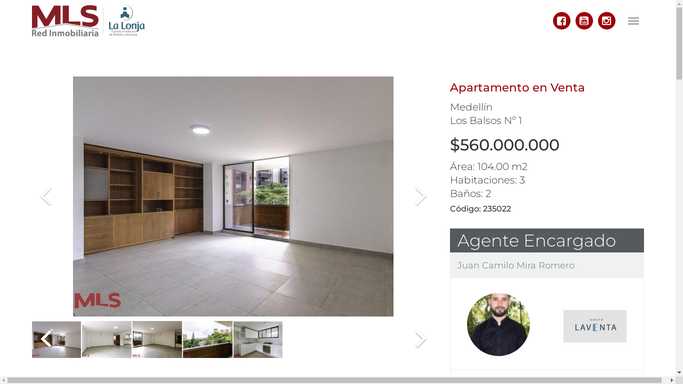 MLS
Red Inmobiliaria
La Lonja
Apartamento en Venta
Medellín
Los Balsos N° 1
$560.000.000
Área: 104.00 m2
Habitaciones: 3
Baños: 2
Código: 235022
Agente Encargado
Juan Camilo Mira Romero
LAVENTA
MLS